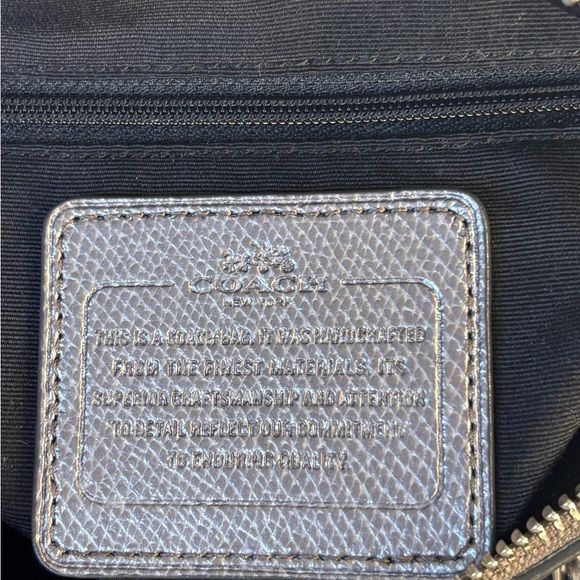 COACH
NEW YORK
THIS IS A COACH BAG. IT WAS HANDCRAFTED
FROM THE FINEST MATERIALS. ITS
SUPERIOR CRAFTSMANSHIP AND ATTENTION
TO DETAIL REFLECT OUR COMMITMENT
TO ENDURING QUALITY.